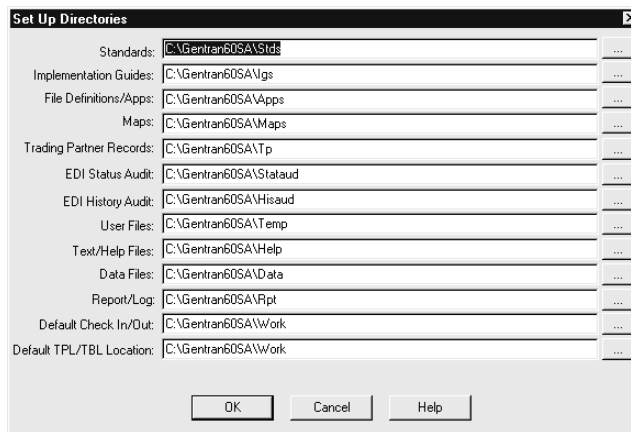 Set Up Directories
Standards: C:\Gentran60SA\Stds ...
Implementation Guides: C:\Gentran60SA\Igs ...
File Definitions/Apps: C:\Gentran60SA\Apps ...
Maps: C:\Gentran60SA\Maps ...
Trading Partner Records: C:\Gentran60SA\Tp ...
EDI Status Audit: C:\Gentran60SA\Stataud ...
EDI History Audit: C:\Gentran60SA\Hisaud ...
User Files: C:\Gentran60SA\Temp ...
Text/Help Files: C:\Gentran60SA\Help ...
Data Files: C:\Gentran60SA\Data ...
Report/Log: C:\Gentran60SA\Rpt ...
Default Check In/Out: C:\Gentran60SA\Work ...
Default TPL/TBL Location: C:\Gentran60SA\Work ...
OK Cancel Help